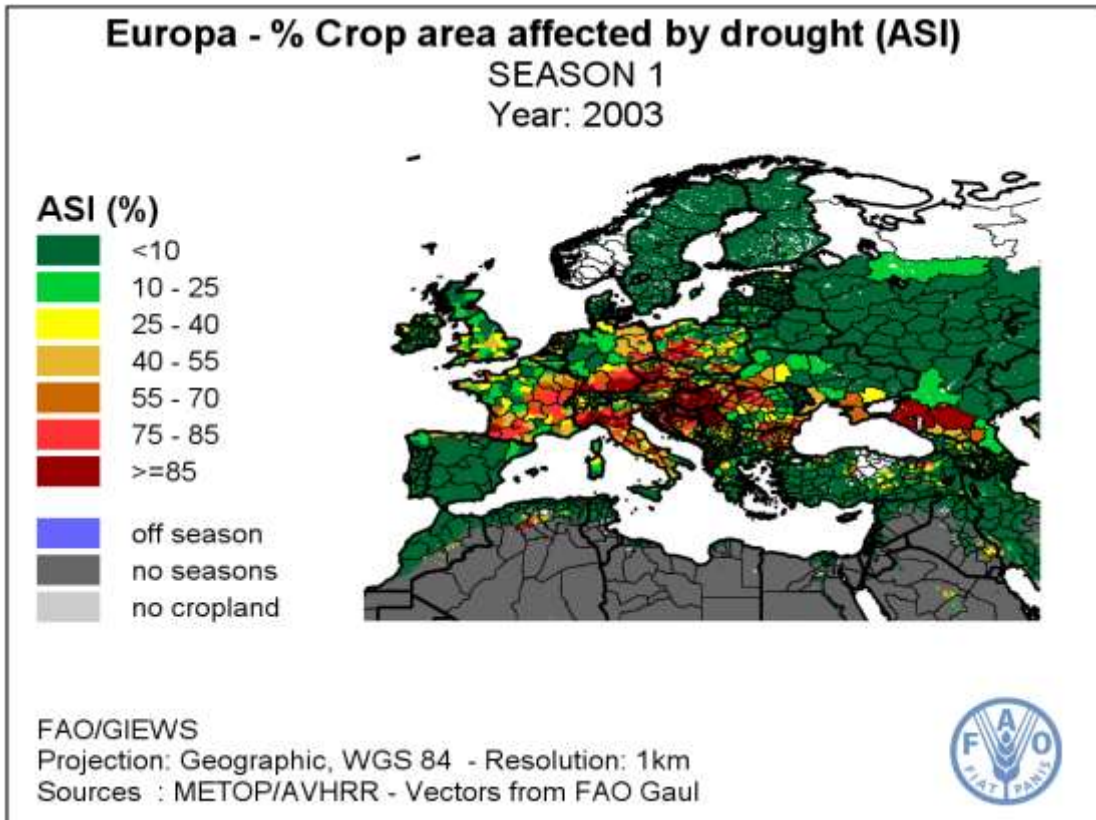 Europa - % Crop area affected by drought (ASI)
SEASON 1
Year: 2003
ASI (%)
<10
10 - 25
25 - 40
40 - 55
55 - 70
75 - 85
>=85
off season
no seasons
no cropland
FAO/GIEWS
Projection: Geographic, WGS 84 - Resolution: 1km
Sources : METOP/AVHRR - Vectors from FAO Gaul
F A O
FIAT PANIS